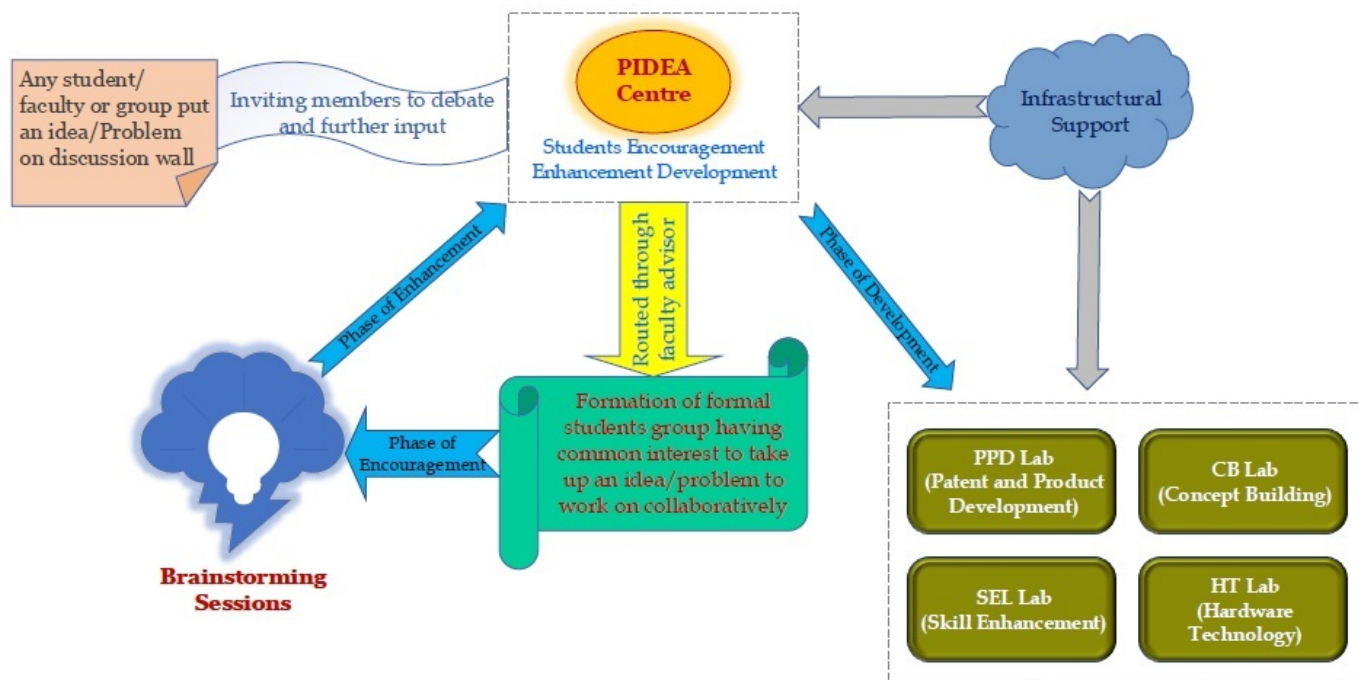 Any student/
faculty or group put
an idea/Problem
on discussion wall
Inviting members to debate
and further input
PIDEA
Centre
Students Encouragement
Enhancement Development
Infrastructural
Support
Phase of Enhancement
Routed through
faculty advisor
Phase of Development
Formation of formal
students group having
common interest to take
up an idea/problem to
work on collaboratively
Phase of
Encouragement
Brainstorming
Sessions
PPD Lab
(Patent and Product
Development)
CB Lab
(Concept Building)
SEL Lab
(Skill Enhancement)
HT Lab
(Hardware
Technology)